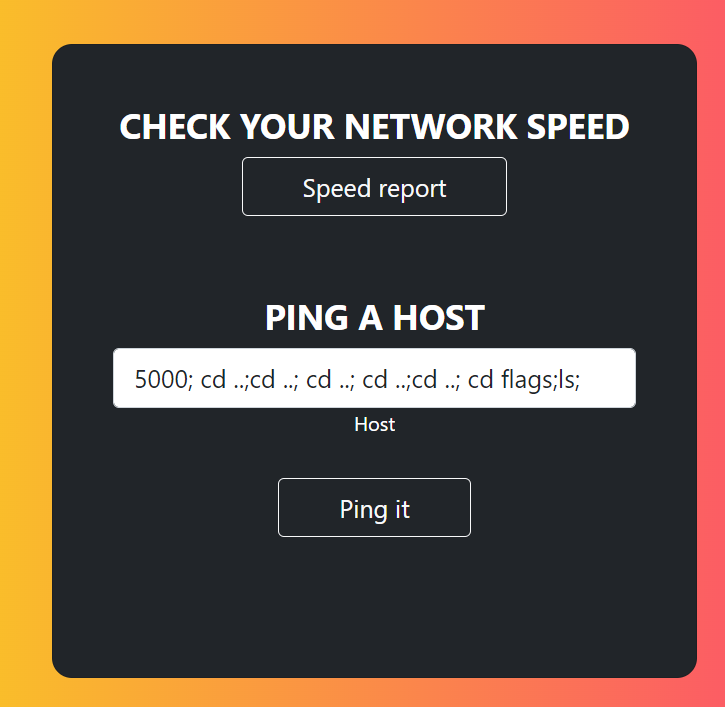 CHECK YOUR NETWORK SPEED
Speed report
PING A HOST
5000; cd ..;cd ..; cd ..; cd ..;cd ..; cd flags;ls;
Host
Ping it